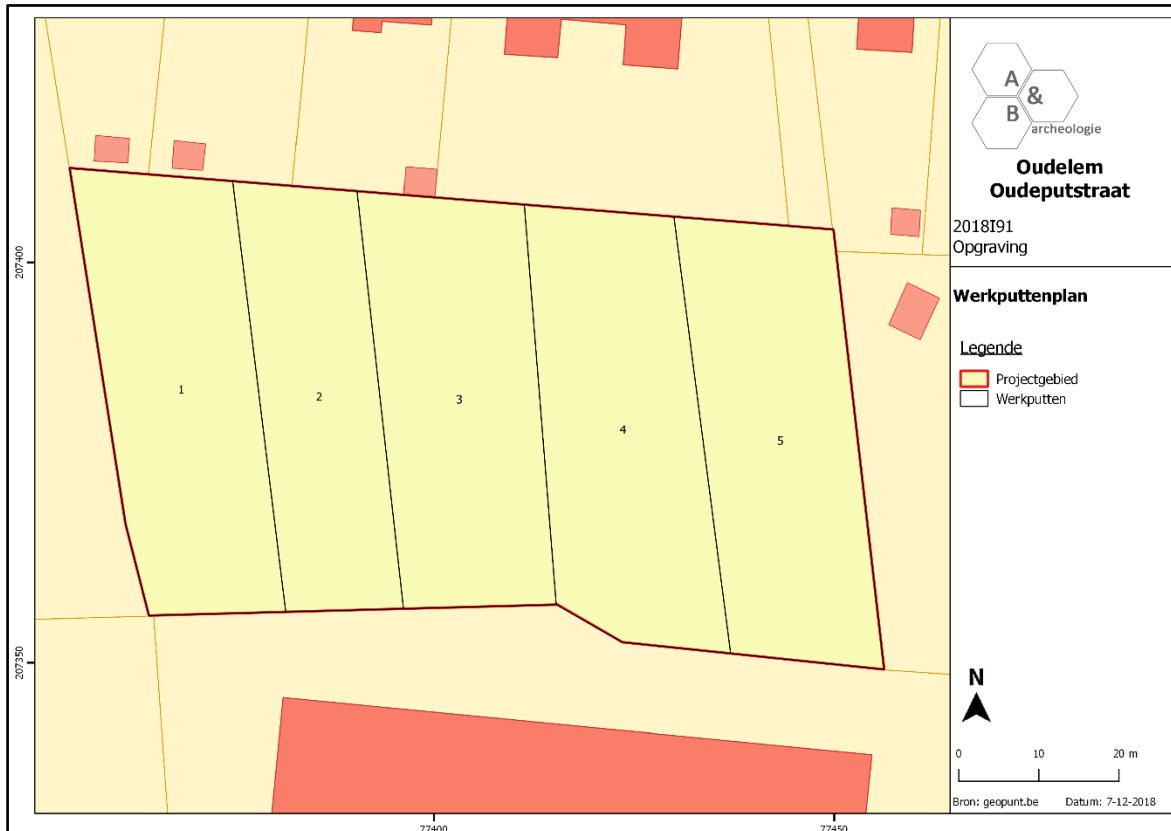 207400
207350
77400
77450
1
2
3
4
5
A
&
B
archeologie
Oudelem
Oudeputstraat
2018I91
Opgraving
Werkputtenplan
Legende
Projectgebied
Werkputten
N
0 10 20 m
Bron: geopunt.be Datum: 7-12-2018